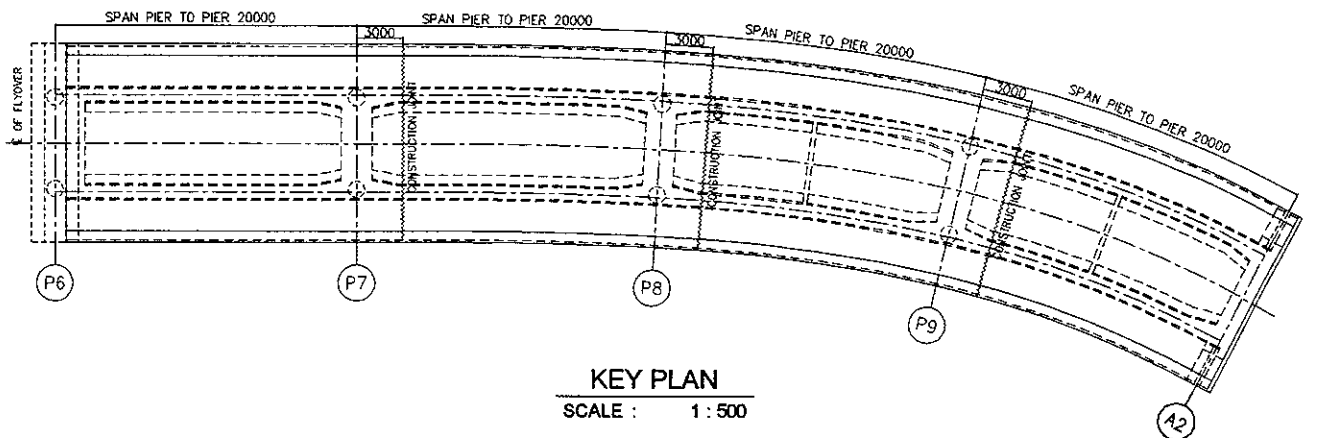 SPAN PIER TO PIER 20000
SPAN PIER TO PIER 20000
SPAN PIER TO PIER 20000
SPAN PIER TO PIER 20000
3000
3000
3000
OF FLYOVER
CONSTRUCTION JOINT
CONSTRUCTION JOINT
CONSTRUCTION JOINT
P6
P7
P8
P9
A2
KEY PLAN
SCALE : 1 : 500